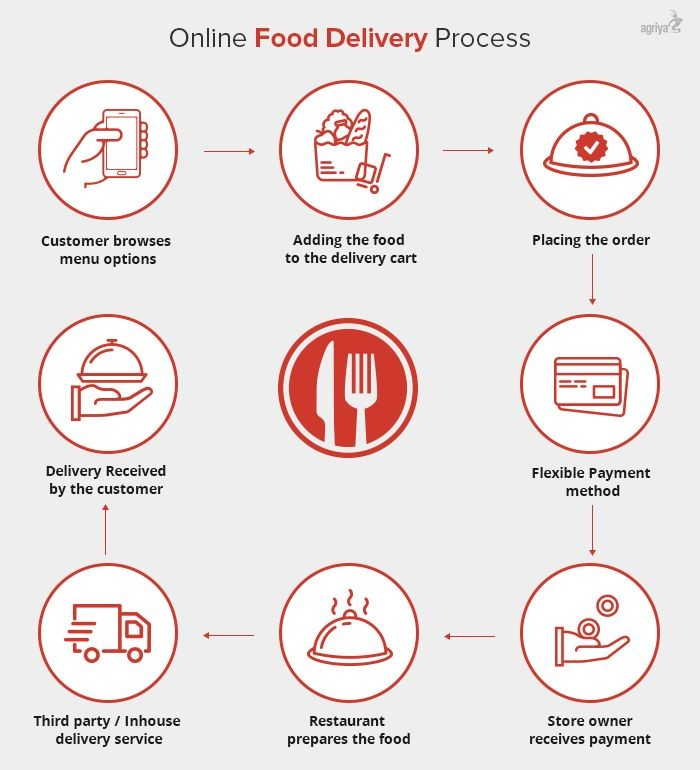 agriya
Online Food Delivery Process
Customer browses
menu options
Adding the food
to the delivery cart
Placing the order
Delivery Received
by the customer
Flexible Payment
method
Third party / Inhouse
delivery service
Restaurant
prepares the food
Store owner
receives payment